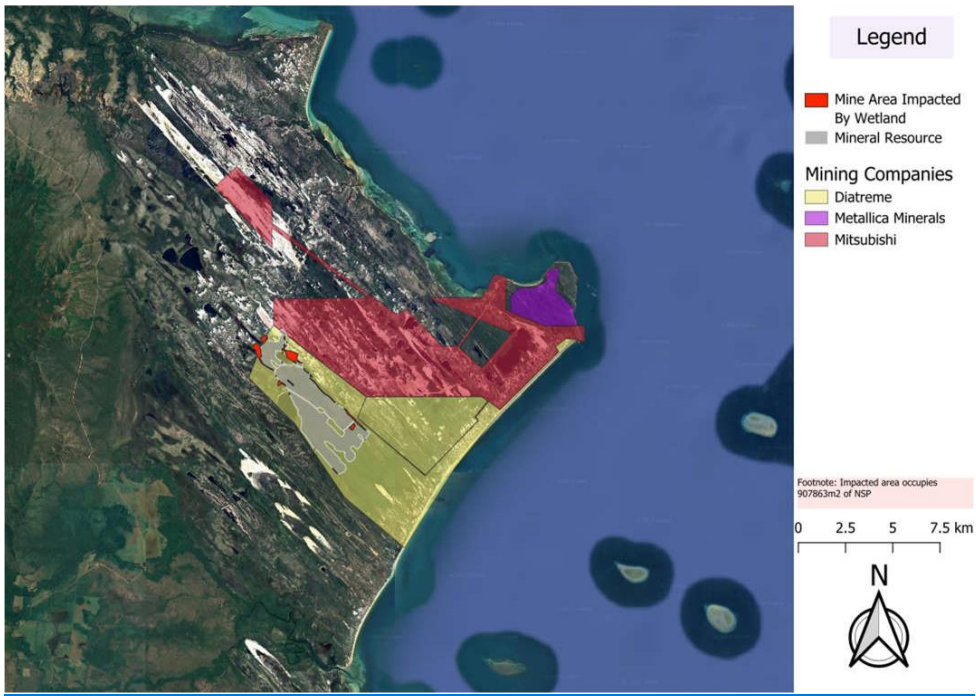 Legend
Mine Area Impacted
By Wetland
Mineral Resource
Mining Companies
Diatreme
Metallica Minerals
Mitsubishi
Footnote: Impacted area occupies
907863m2 of NSP
0 2.5 5 7.5 km
N